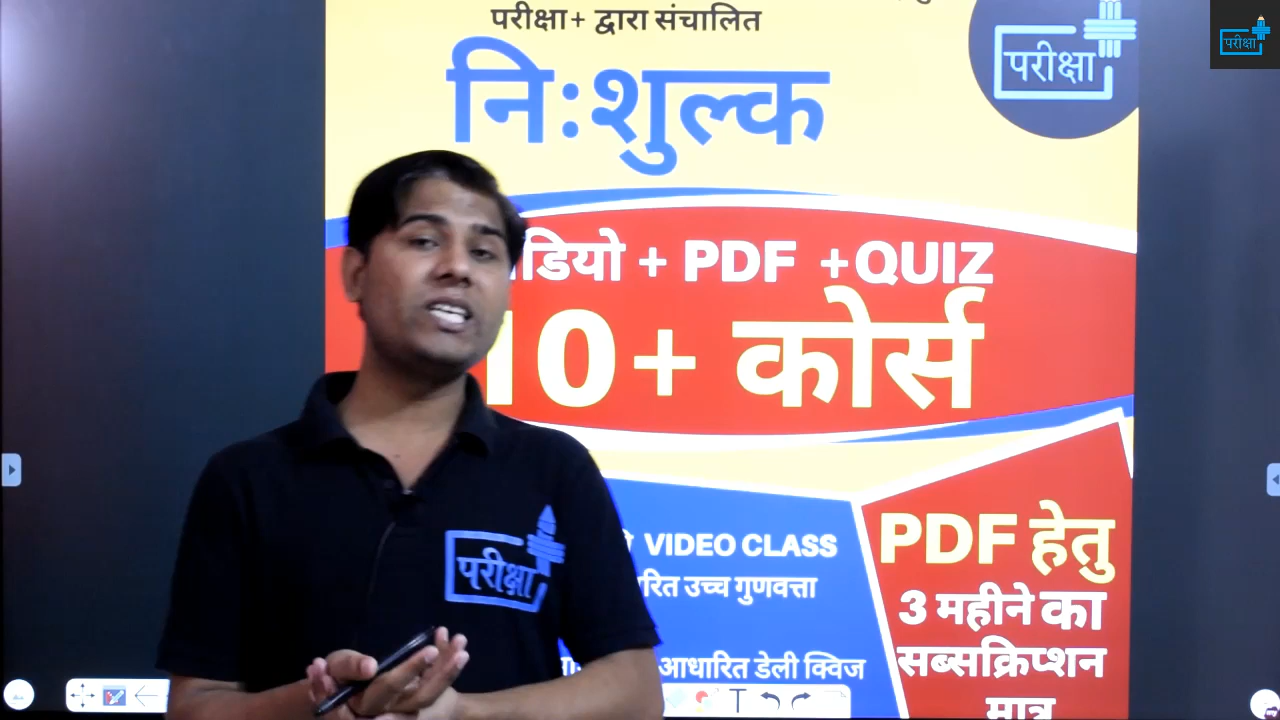 परीक्षा+ द्वारा संचालित
परीक्षा
परीक्षा
निःशुल्क
+ PDF +QUIZ
10+ कोर्स
VIDEO CLASS
उच्च गुणवत्ता
आधारित डेली क्विज
PDF हेतु
3 महीने का
सब्सक्रिप्शन
मात्र
परीक्षा
T